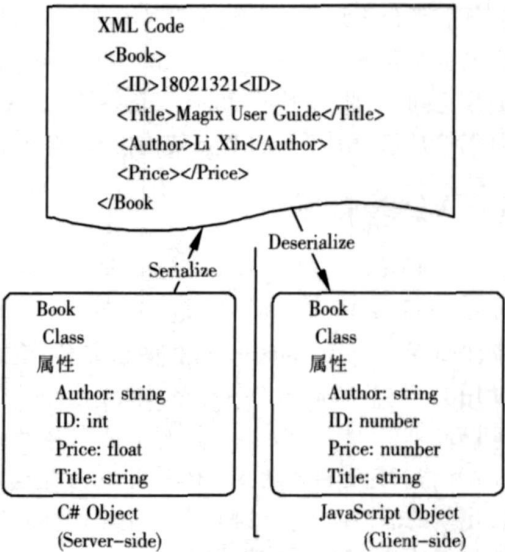 XML Code
<Book>
<ID>18021321<ID>
<Title>Magix User Guide</Title>
<Author>Li Xin</Author>
<Price></Price>
</Book
Serialize
Deserialize
Book
Class
属性
Author: string
ID: int
Price: float
Title: string
C# Object
(Server-side)
Book
Class
属性
Author: string
ID: number
Price: number
Title: string
JavaScript Object
(Client-side)